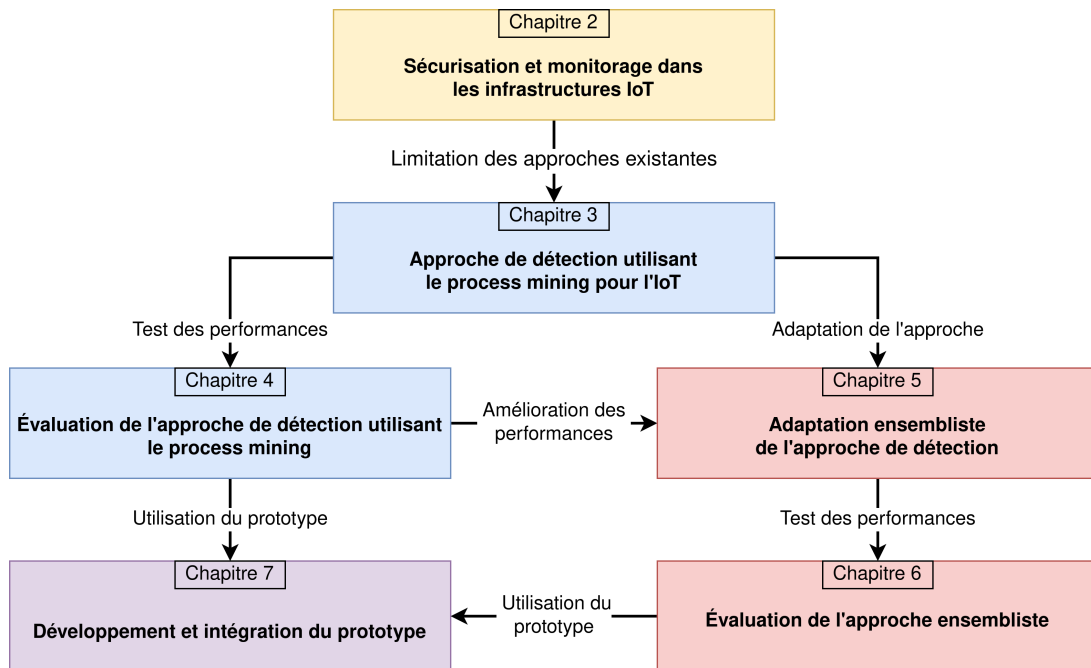 Chapitre 2
Sécurisation et monitorage dans
les infrastructures IoT
Limitation des approches existantes
Chapitre 3
Approche de détection utilisant
le process mining pour l'IoT
Test des performances
Adaptation de l'approche
Chapitre 4
Évaluation de l'approche de détection utilisant
le process mining
Amélioration des
performances
Chapitre 5
Adaptation ensembliste
de l'approche de détection
Utilisation du prototype
Test des performances
Chapitre 7
Développement et intégration du prototype
Utilisation du
prototype
Chapitre 6
Évaluation de l'approche ensembliste